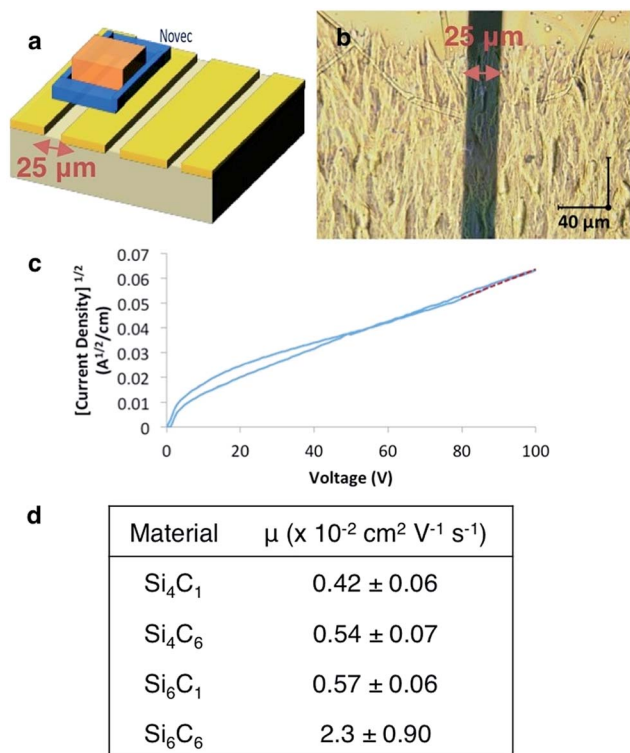 a
Novec
25 μm
b
25 μm
40 μm
c
[Current Density] ¹/²
(A¹/²/cm)
0.07
0.06
0.05
0.04
0.03
0.02
0.01
0
0 20 40 60 80 100
Voltage (V)
d
Material μ (x 10⁻² cm² V⁻¹ s⁻¹)
Si₄C₁ 0.42 ± 0.06
Si₄C₆ 0.54 ± 0.07
Si₆C₁ 0.57 ± 0.06
Si₆C₆ 2.3 ± 0.90